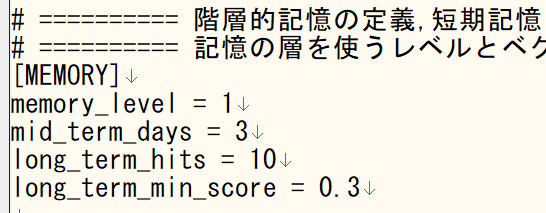 # ========== 階層的記憶の定義,短期記憶
# ========== 記憶の層を使うレベルとベク
[MEMORY]↓
memory_level = 1↓
mid_term_days = 3↓
long_term_hits = 10↓
long_term_min_score = 0.3↓